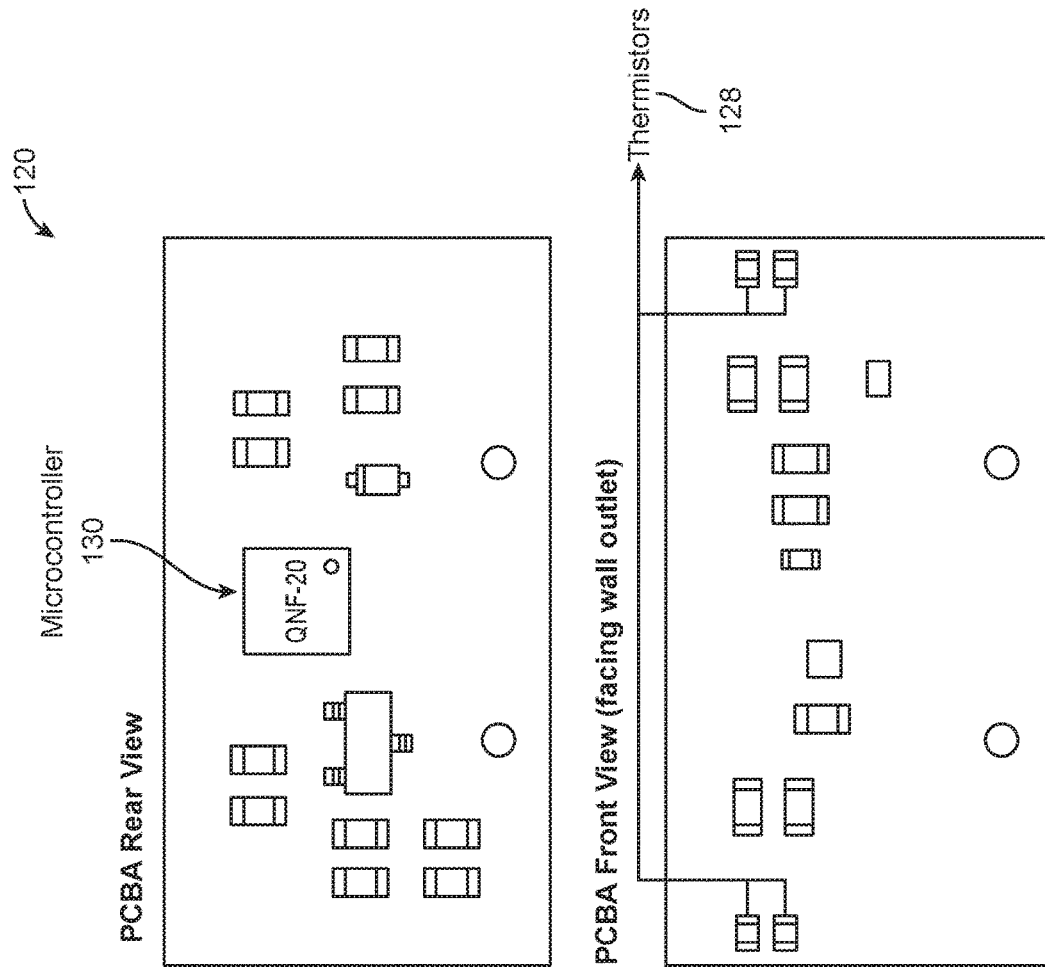 120
Microcontroller
130
PCBA Rear View
QNF-20
Thermistors
128
PCBA Front View (facing wall outlet)